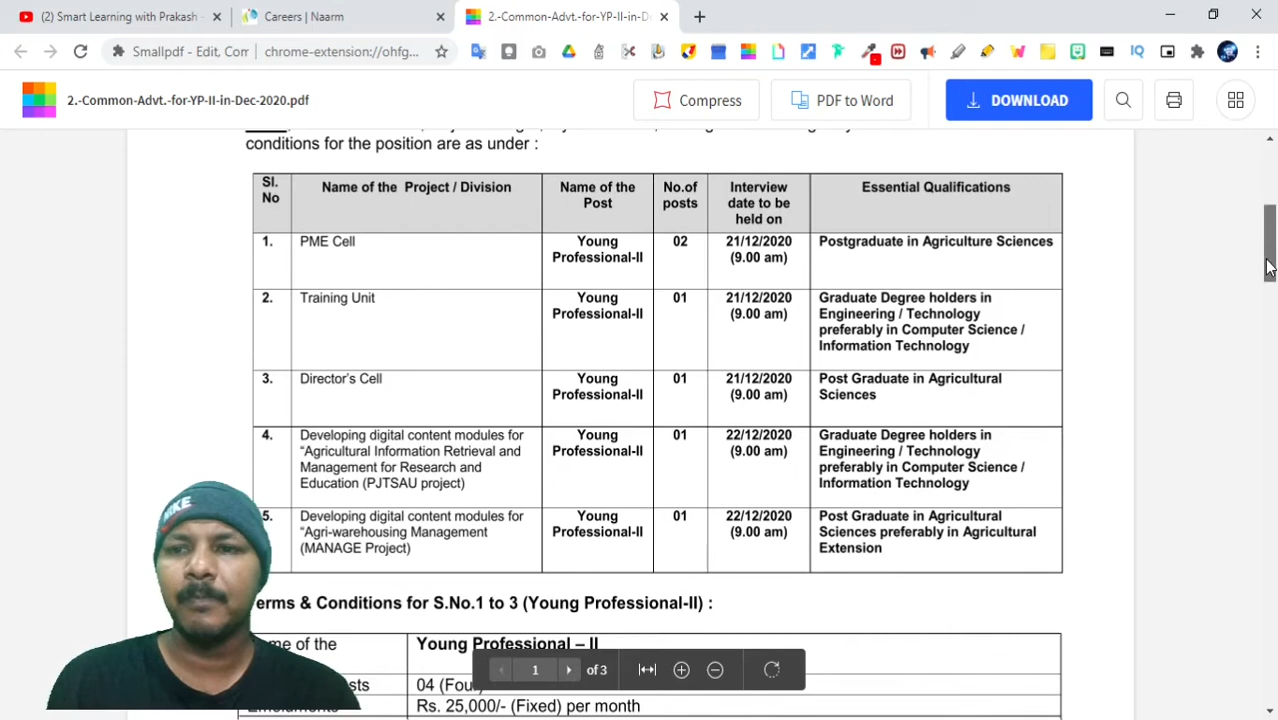 (2) Smart Learning with Prakash -
Careers | Naarm
2.-Common-Advt.-for-YP-II-in-De
Smallpdf - Edit, Com
chrome-extension://ohfg...
2.-Common-Advt.-for-YP-II-in-Dec-2020.pdf
Compress
PDF to Word
DOWNLOAD
conditions for the position are as under :
Sl. No
Name of the Project / Division
Name of the Post
No.of posts
Interview date to be held on
Essential Qualifications
1.
PME Cell
Young Professional-II
02
21/12/2020 (9.00 am)
Postgraduate in Agriculture Sciences
2.
Training Unit
Young Professional-II
01
21/12/2020 (9.00 am)
Graduate Degree holders in
Engineering / Technology
preferably in Computer Science /
Information Technology
3.
Director's Cell
Young Professional-II
01
21/12/2020 (9.00 am)
Post Graduate in Agricultural
Sciences
4.
Developing digital content modules for
“Agricultural Information Retrieval and
Management for Research and
Education (PJTSAU project)
Young Professional-II
01
22/12/2020 (9.00 am)
Graduate Degree holders in
Engineering / Technology
preferably in Computer Science /
Information Technology
5.
Developing digital content modules for
“Agri-warehousing Management
(MANAGE Project)
Young Professional-II
01
22/12/2020 (9.00 am)
Post Graduate in Agricultural
Sciences preferably in Agricultural
Extension
erms & Conditions for S.No.1 to 3 (Young Professional-II) :
me of the
Young Professional – II
sts
04 (Four
Emoluments
Rs. 25,000/- (Fixed) per month
1 of 3
NIKE